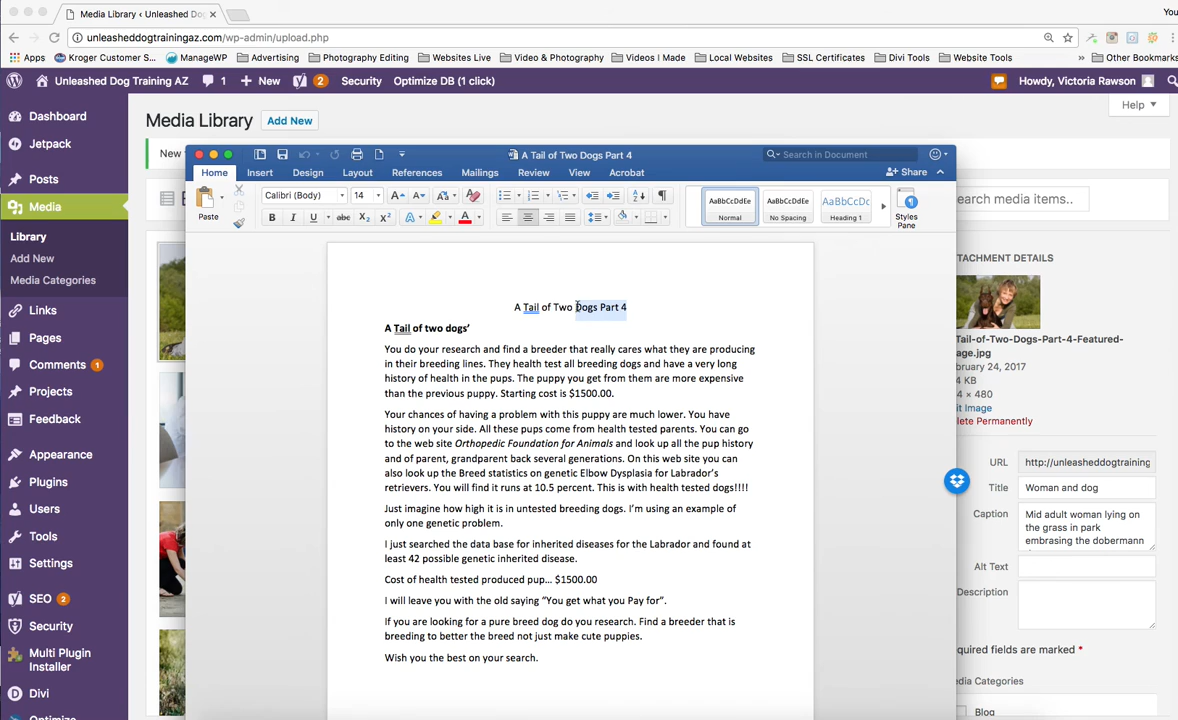 Media Library ‹ Unleashed Do
You
unleasheddogtrainingaz.com/wp-admin/upload.php
Apps
Kroger Customer S...
ManageWP
Advertising
Photography Editing
Websites Live
Video & Photography
Videos I Made
Local Websites
SSL Certificates
Divi Tools
Website Tools
»
Other Bookmarks
Unleashed Dog Training AZ
1
New
2
Security
Optimize DB (1 click)
Howdy, Victoria Rawson
Dashboard
Jetpack
Posts
Media
Library
Add New
Media Categories
Links
Pages
Comments 1
Projects
Feedback
Appearance
Plugins
Users
Tools
Settings
SEO 2
Security
Multi Plugin
Installer
Divi
Optimize
Media Library
Add New
Help
New
A Tail of Two Dogs Part 4
Search in Document
Home
Insert
Design
Layout
References
Mailings
Review
View
Acrobat
Share
Paste
Calibri (Body)
14
AaBbCcDdEe
Normal
AaBbCcDdEe
No Spacing
AaBbCcDc
Heading 1
Styles
Pane
A Tail of Two Dogs Part 4
A Tail of two dogs’
You do your research and find a breeder that really cares what they are producing
in their breeding lines. They health test all breeding dogs and have a very long
history of health in the pups. The puppy you get from them are more expensive
than the previous puppy. Starting cost is $1500.00.
Your chances of having a problem with this puppy are much lower. You have
history on your side. All these pups come from health tested parents. You can go
to the web site Orthopedic Foundation for Animals and look up all the pup history
and of parent, grandparent back several generations. On this web site you can
also look up the Breed statistics on genetic Elbow Dysplasia for Labrador’s
retrievers. You will find it runs at 10.5 percent. This is with health tested dogs!!!!
Just imagine how high it is in untested breeding dogs. I’m using an example of
only one genetic problem.
I just searched the data base for inherited diseases for the Labrador and found at
least 42 possible genetic inherited disease.
Cost of health tested produced pup... $1500.00
I will leave you with the old saying “You get what you Pay for”.
If you are looking for a pure breed dog do you research. Find a breeder that is
breeding to better the breed not just make cute puppies.
Wish you the best on your search.
earch media items..
TACHMENT DETAILS
Tail-of-Two-Dogs-Part-4-Featured-
age.jpg
ebruary 24, 2017
4 KB
4 × 480
it Image
lete Permanently
URL
http://unleasheddogtraining
Title
Woman and dog
Caption
Mid adult woman lying on
the grass in park
embrasing the dobermann
Alt Text
Description
quired fields are marked *
edia Categories
Blog